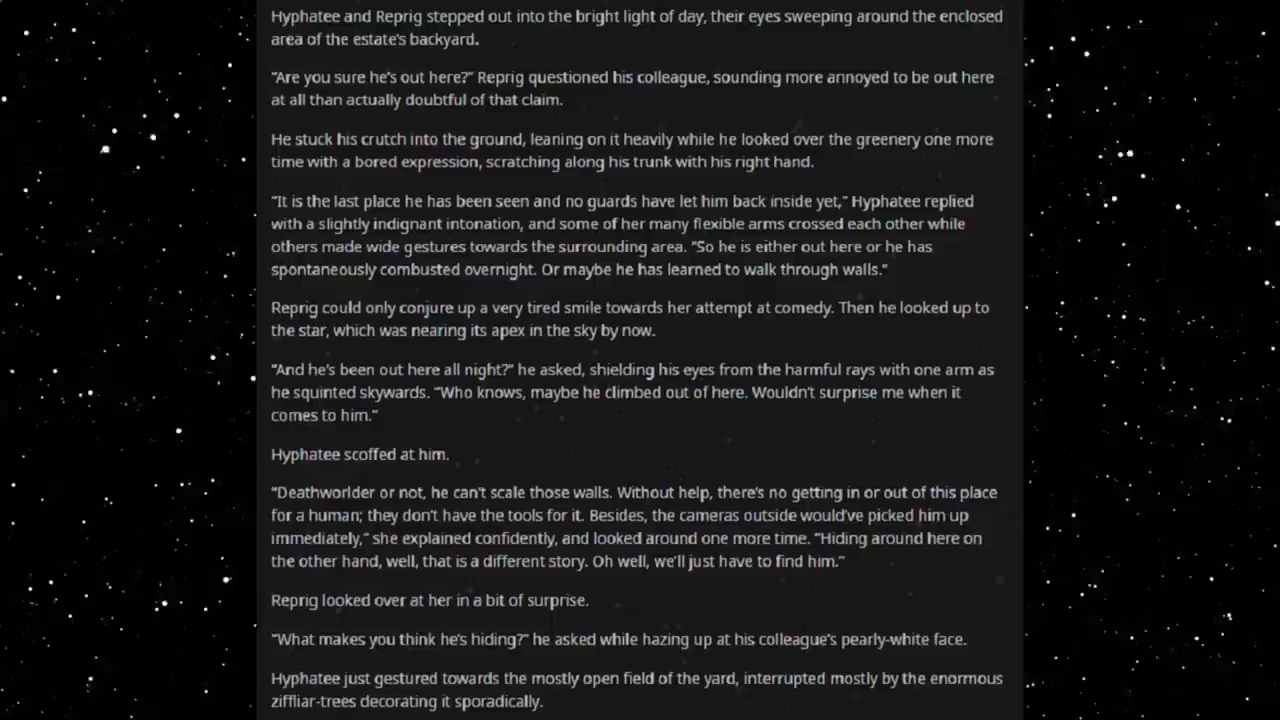 Hyphatee and Reprig stepped out into the bright light of day, their eyes sweeping around the enclosed
area of the estate's backyard.
“Are you sure he's out here?” Reprig questioned his colleague, sounding more annoyed to be out here
at all than actually doubtful of that claim.
He stuck his crutch into the ground, leaning on it heavily while he looked over the greenery one more
time with a bored expression, scratching along his trunk with his right hand.
“It is the last place he has been seen and no guards have let him back inside yet,” Hyphatee replied
with a slightly indignant intonation, and some of her many flexible arms crossed each other while
others made wide gestures towards the surrounding area. “So he is either out here or he has
spontaneously combusted overnight. Or maybe he has learned to walk through walls.”
Reprig could only conjure up a very tired smile towards her attempt at comedy. Then he looked up to
the star, which was nearing its apex in the sky by now.
“And he's been out here all night?” he asked, shielding his eyes from the harmful rays with one arm as
he squinted skywards. “Who knows, maybe he climbed out of here. Wouldn't surprise me when it
comes to him.”
Hyphatee scoffed at him.
“Deathworlder or not, he can't scale those walls. Without help, there's no getting in or out of this place
for a human; they don't have the tools for it. Besides, the cameras outside would've picked him up
immediately,” she explained confidently, and looked around one more time. “Hiding around here on
the other hand, well, that is a different story. Oh well, we'll just have to find him.”
Reprig looked over at her in a bit of surprise.
“What makes you think he's hiding?” he asked while hazing up at his colleague's pearly-white face.
Hyphatee just gestured towards the mostly open field of the yard, interrupted mostly by the enormous
ziffliar-trees decorating it sporadically.